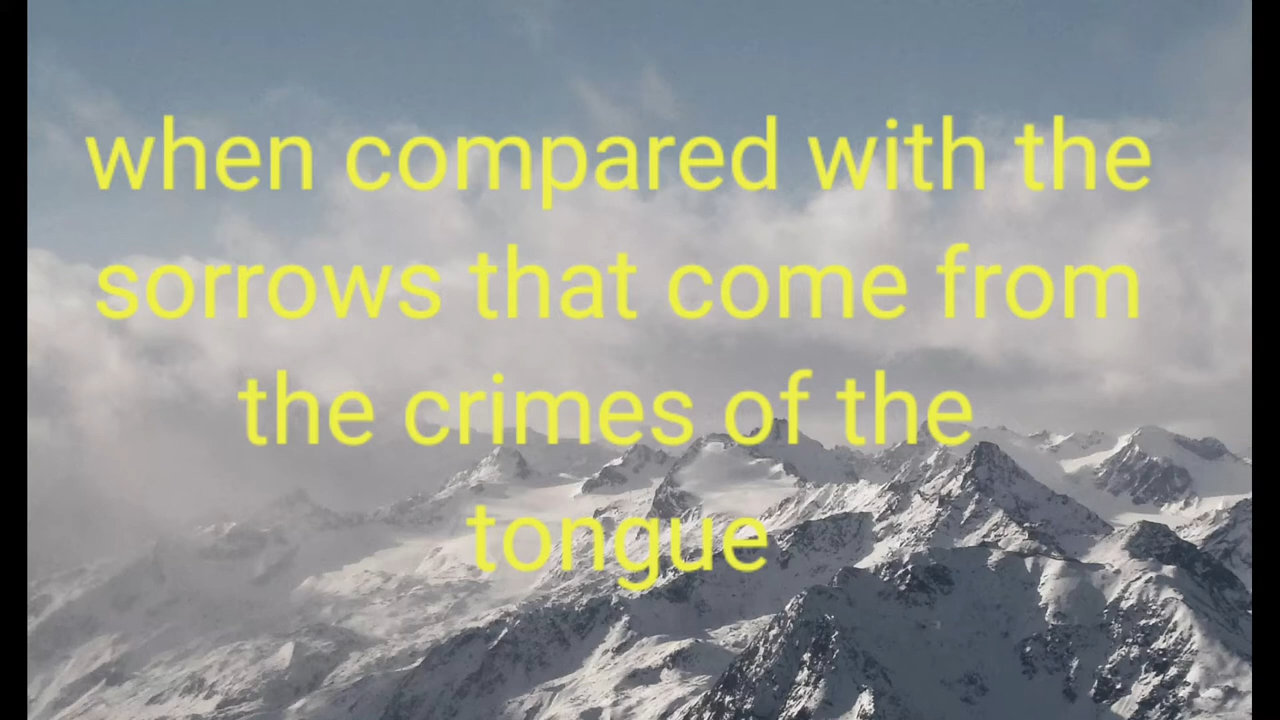 when compared with the
sorrows that come from
the crimes of the
tongue